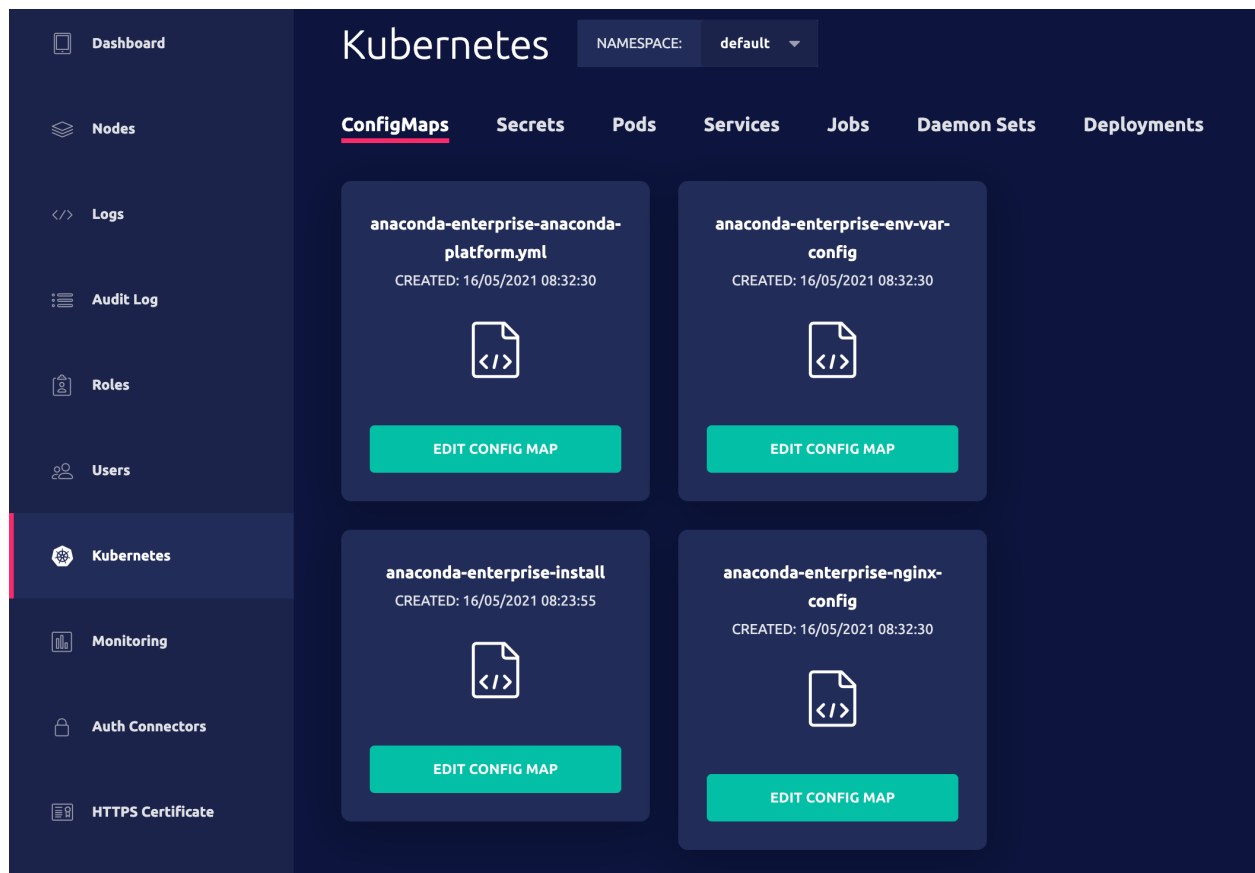 Dashboard
Nodes
Logs
Audit Log
Roles
Users
Kubernetes
Monitoring
Auth Connectors
HTTPS Certificate
Kubernetes
NAMESPACE: default
ConfigMaps Secrets Pods Services Jobs Daemon Sets Deployments
anaconda-enterprise-anaconda-
platform.yml
CREATED: 16/05/2021 08:32:30
</>
EDIT CONFIG MAP
anaconda-enterprise-env-var-
config
CREATED: 16/05/2021 08:32:30
</>
EDIT CONFIG MAP
anaconda-enterprise-install
CREATED: 16/05/2021 08:23:55
</>
EDIT CONFIG MAP
anaconda-enterprise-nginx-
config
CREATED: 16/05/2021 08:32:30
</>
EDIT CONFIG MAP